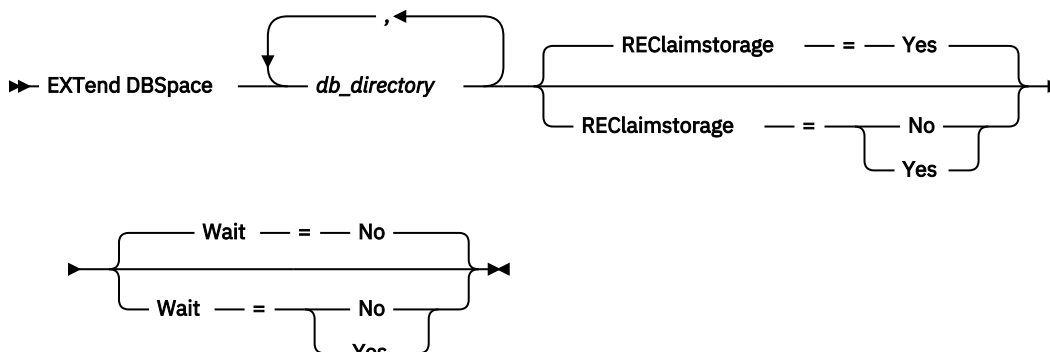 ,
REClaimstorage = Yes
EXTend DBSpace db_directory
REClaimstorage = No
Yes
Wait = No
Wait = No
Yes